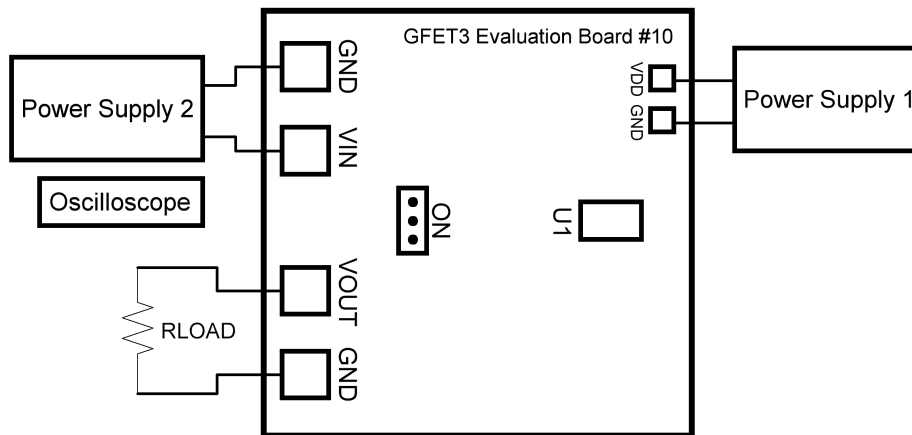 GFET3 Evaluation Board #10
GND
VDD
Power Supply 2
Power Supply 1
GND
VIN
Oscilloscope
ON
U1
VOUT
RLOAD
GND